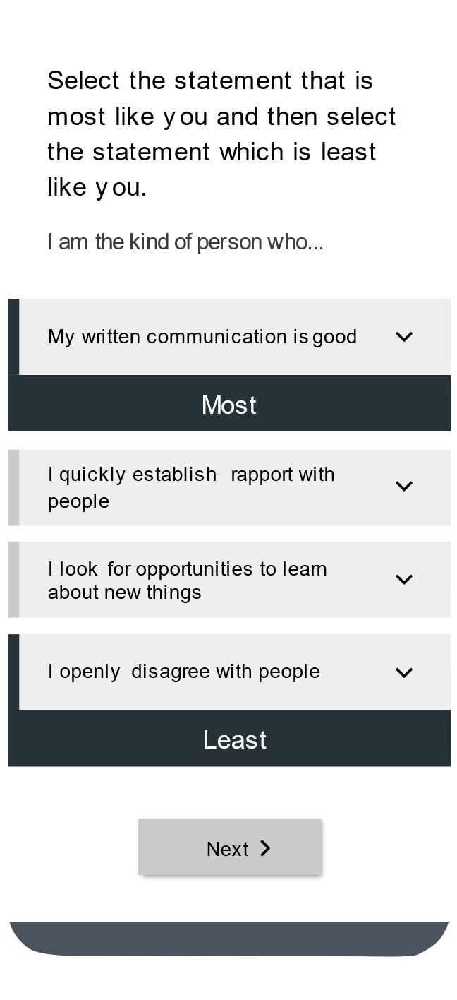 Select the statement that is
most like you and then select
the statement which is least
like you.
I am the kind of person who...
My written communication is good
Most
I quickly establish rapport with
people
I look for opportunities to learn
about new things
I openly disagree with people
Least
Next